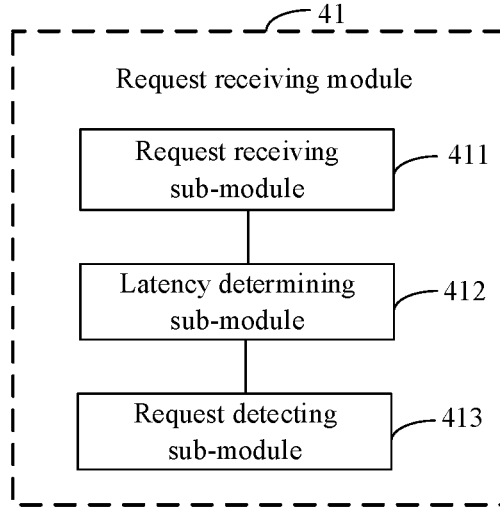 41
Request receiving module
Request receiving
sub-module
411
Latency determining
sub-module
412
Request detecting
sub-module
413